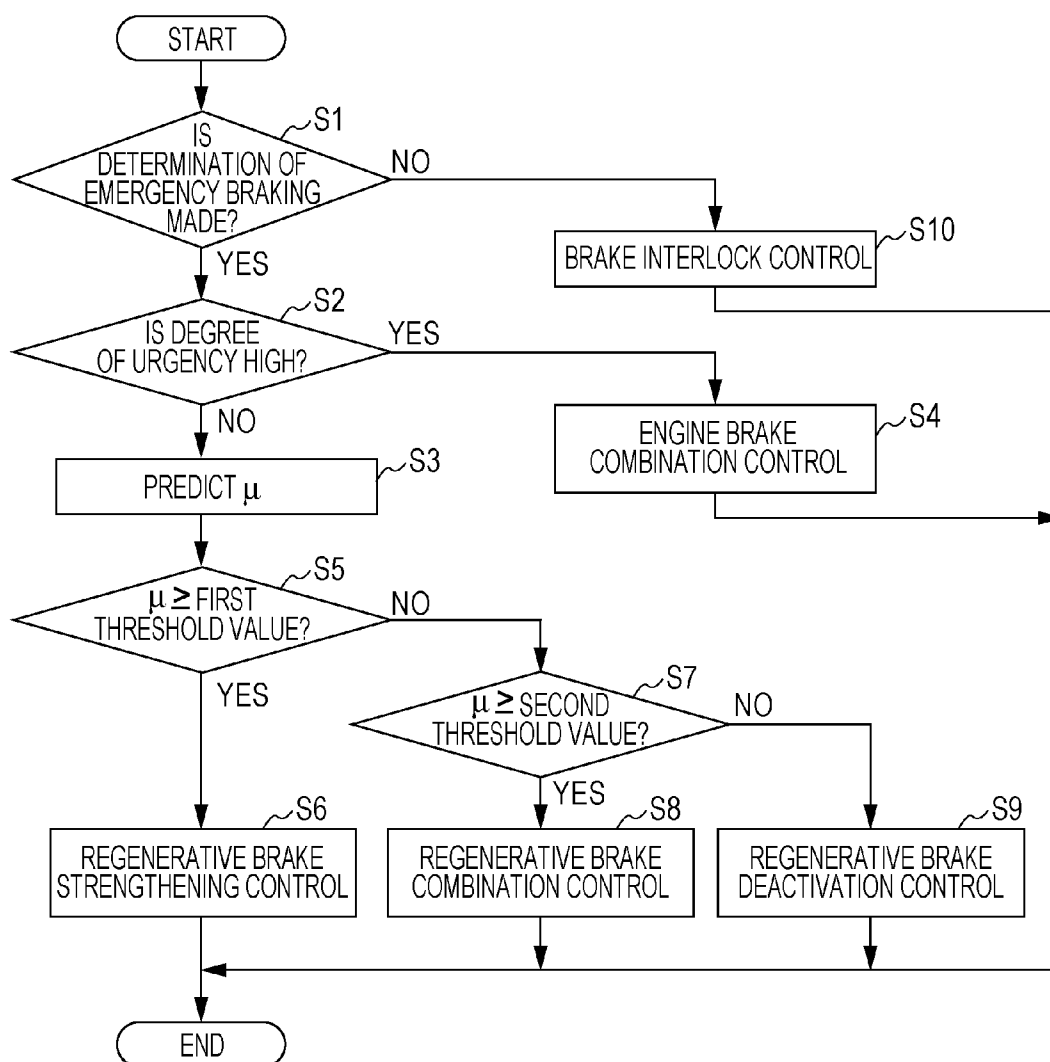 START
S1
IS
DETERMINATION OF
EMERGENCY BRAKING
MADE?
NO
YES
S10
BRAKE INTERLOCK CONTROL
S2
IS DEGREE
OF URGENCY HIGH?
YES
NO
S4
ENGINE BRAKE
COMBINATION CONTROL
S3
PREDICT μ
S5
μ ≥ FIRST
THRESHOLD VALUE?
NO
YES
S7
μ ≥ SECOND
THRESHOLD VALUE?
NO
YES
S6
REGENERATIVE BRAKE
STRENGTHENING CONTROL
S8
REGENERATIVE BRAKE
COMBINATION CONTROL
S9
REGENERATIVE BRAKE
DEACTIVATION CONTROL
END